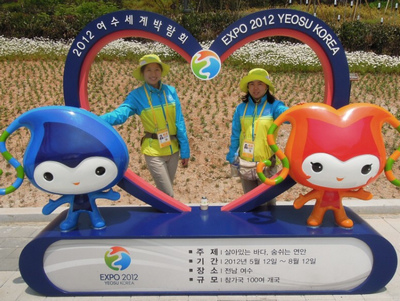 2012 여수세계박람회
EXPO 2012 YEOSU KOREA
■ 주 제 | 살아있는 바다, 숨쉬는 연안
■ 기 간 | 2012년 5월 12일 ~ 8월 12일
■ 장 소 | 전남 여수
■ 규 모 | 참가국 100여 개국
EXPO 2012
YEOSU KOREA